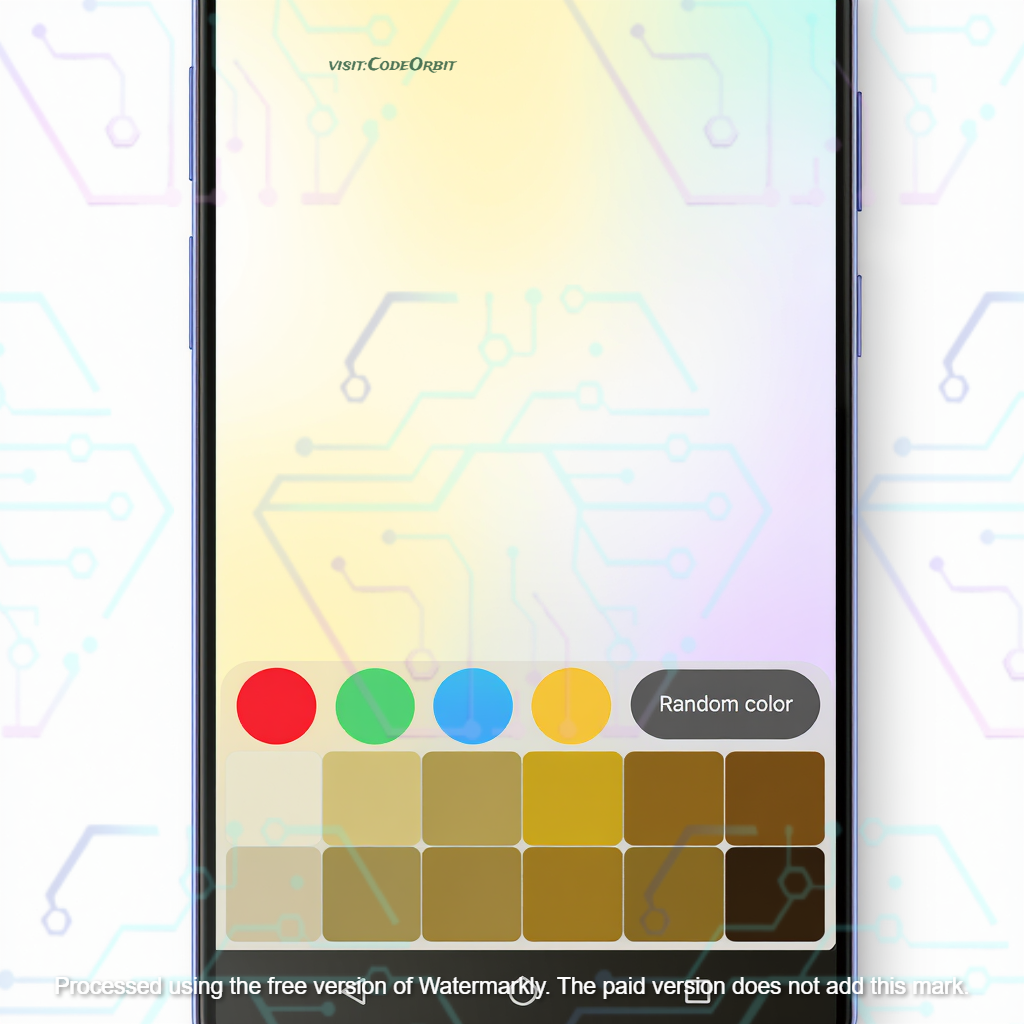 VISIT:CODEORBIT
Random color
Processed using the free version of Watermarkly. The paid version does not add this mark.